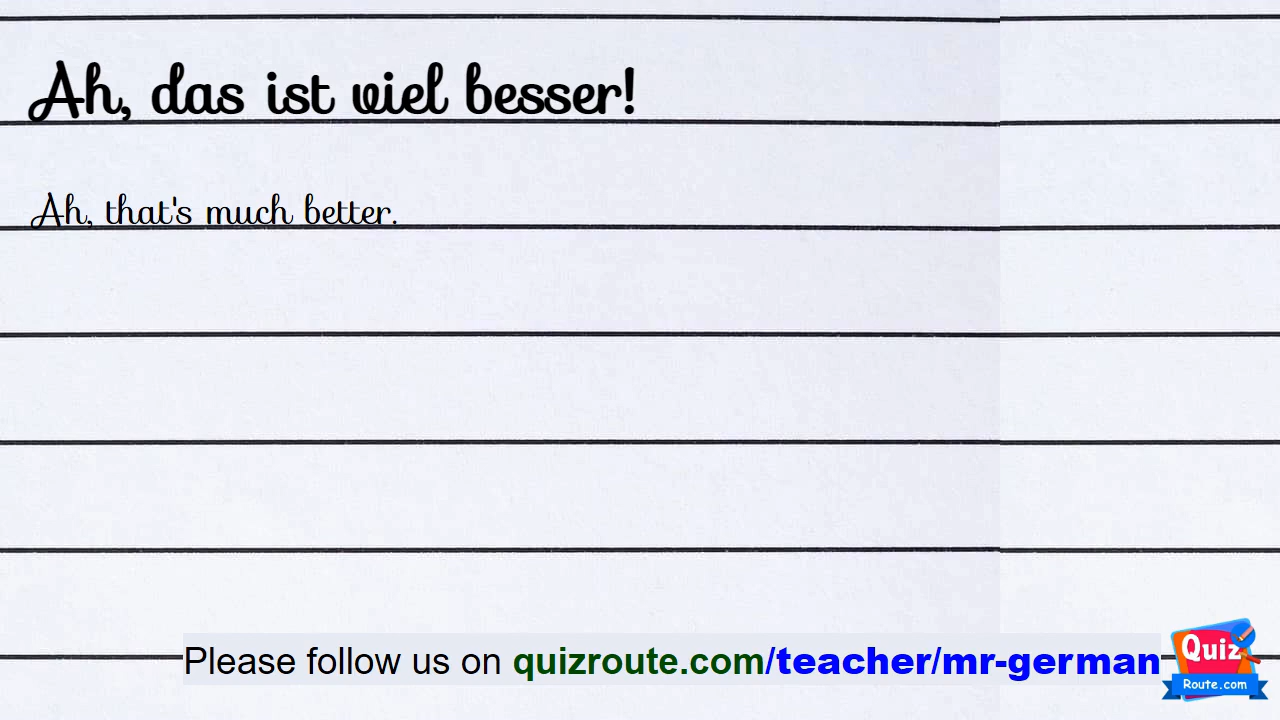 Ah, das ist viel besser!
Ah, that's much better.
Please follow us on quizroute.com/teacher/mr-german
Quiz
Route.com